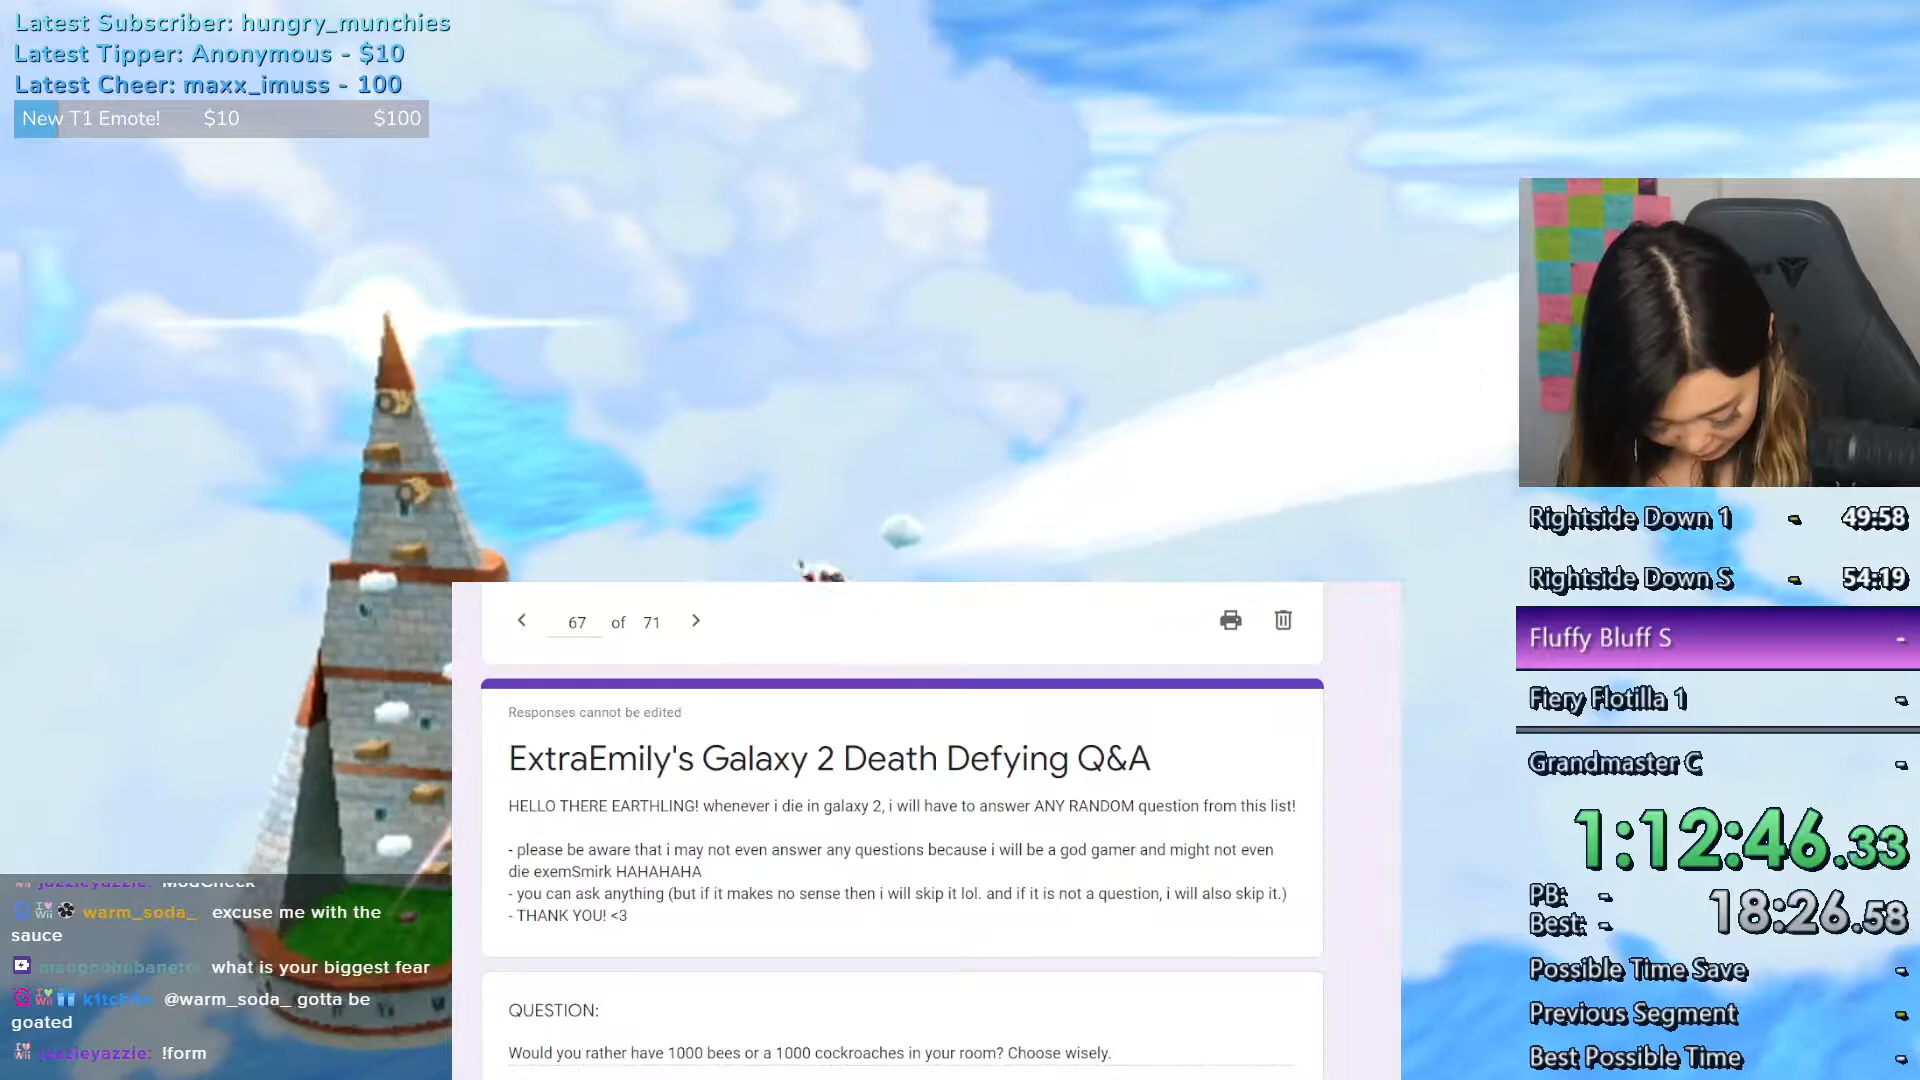 Latest Subscriber: hungry_munchies
Latest Tipper: Anonymous - $10
Latest Cheer: maxx_imuss - 100
New T1 Emote! $10 $100
Rightside Down 1 - 49:58
Rightside Down S - 54:19
Fluffy Bluff S -
Fiery Flotilla 1 -
Grandmaster C -
1:12:46.33
PB: -
Best: -
18:26.58
Possible Time Save -
Previous Segment -
Best Possible Time -
67 of 71
Responses cannot be edited
ExtraEmily's Galaxy 2 Death Defying Q&A
HELLO THERE EARTHLING! whenever i die in galaxy 2, i will have to answer ANY RANDOM question from this list!
- please be aware that i may not even answer any questions because i will be a god gamer and might not even
die exemSmirk HAHAHAHA
- you can ask anything (but if it makes no sense then i will skip it lol. and if it is not a question, i will also skip it.)
- THANK YOU! <3
QUESTION:
Would you rather have 1000 bees or a 1000 cockroaches in your room? Choose wisely.
jazzleyazzle: ModCheck
warm_soda_ excuse me with the
sauce
what is your biggest fear
@warm_soda_ gotta be
goated
jazzleyazzle: !form